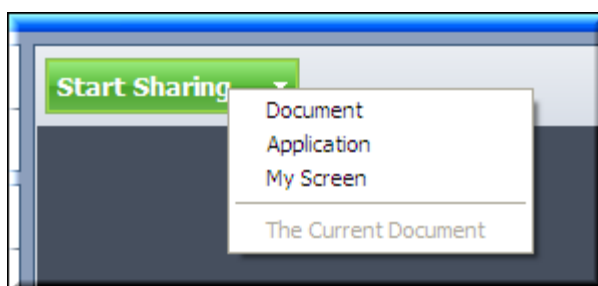 Start Sharing
Document
Application
My Screen
The Current Document